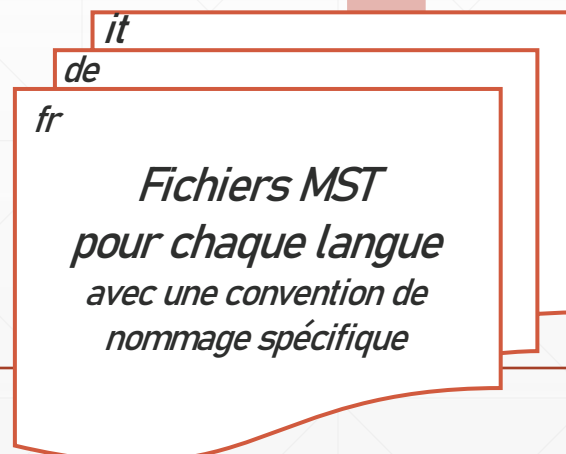 it
de
fr
Fichiers MST
pour chaque langue
avec une convention de
nommage spécifique